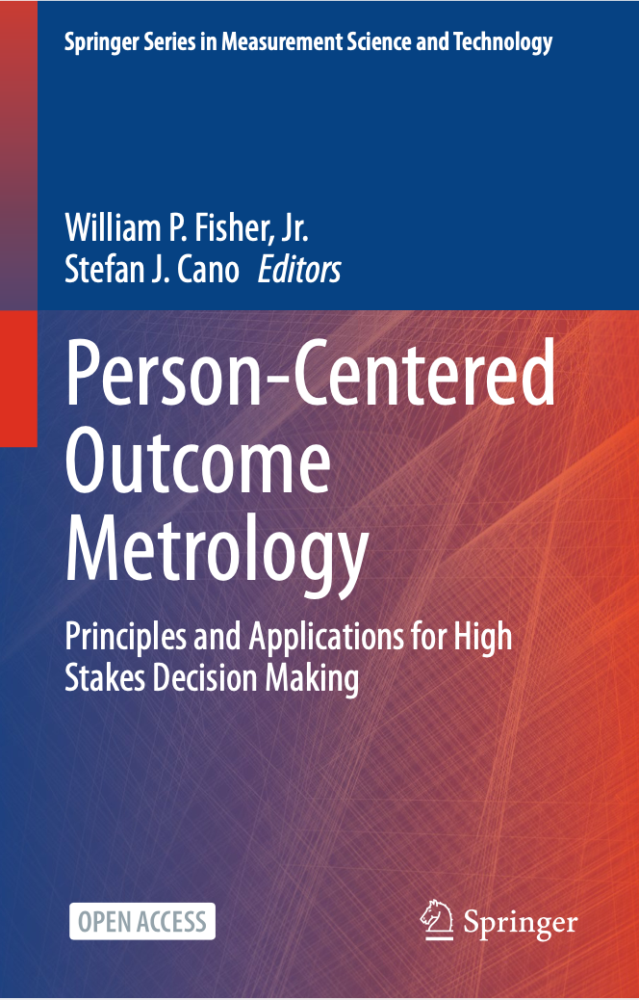 Springer Series in Measurement Science and Technology
William P. Fisher, Jr.
Stefan J. Cano Editors
Person-Centered
Outcome
Metrology
Principles and Applications for High
Stakes Decision Making
OPEN ACCESS
Springer